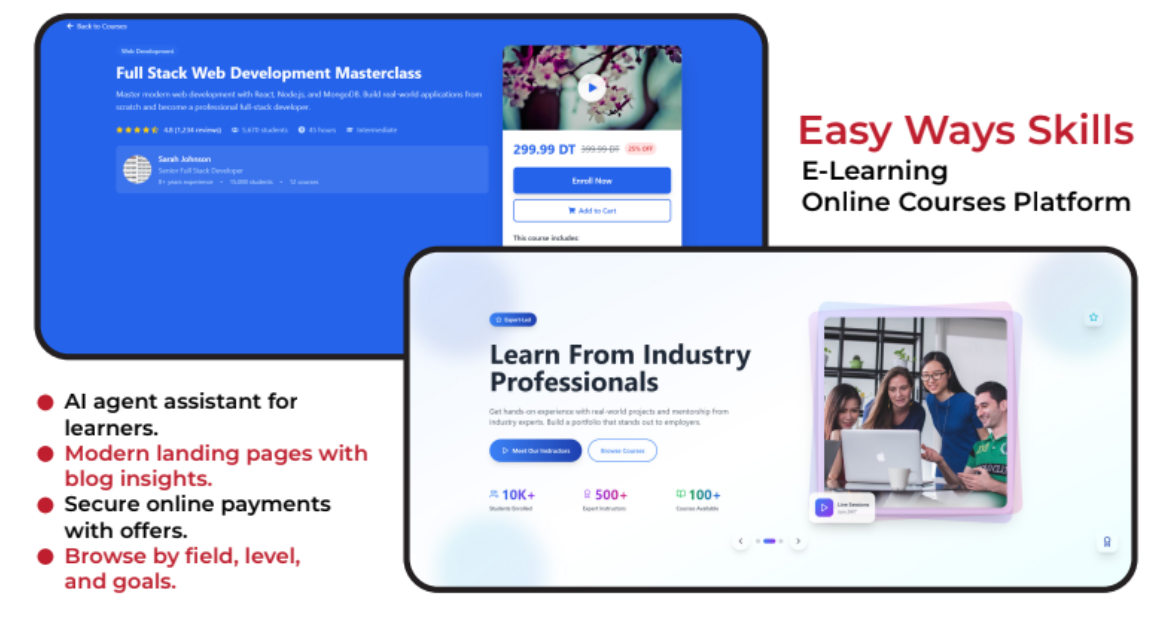 Back to Courses
Web Development
Full Stack Web Development Masterclass
Master modern web development with React, Node.js, and MongoDB. Build real-world applications from
scratch and become a professional full-stack developer.
4.8 (1,234 reviews) 5,670 students 45 hours Intermediate
Sarah Johnson
Senior Full Stack Developer
8+ years experience • 15,000 students • 12 courses
299.99 DT 399.99 DT 25% OFF
Enroll Now
Add to Cart
This course includes:
Easy Ways Skills
E-Learning
Online Courses Platform
AI agent assistant for
learners.
Modern landing pages with
blog insights.
Secure online payments
with offers.
Browse by field, level,
and goals.
Expert-Led
Learn From Industry
Professionals
Get hands-on experience with real-world projects and mentorship from
industry experts. Build a portfolio that stands out to employers.
Meet Our Instructors
Browse Courses
10K+ 500+ 100+
Students Enrolled Expert Instructors Courses Available
Live Sessions
Join 24/7